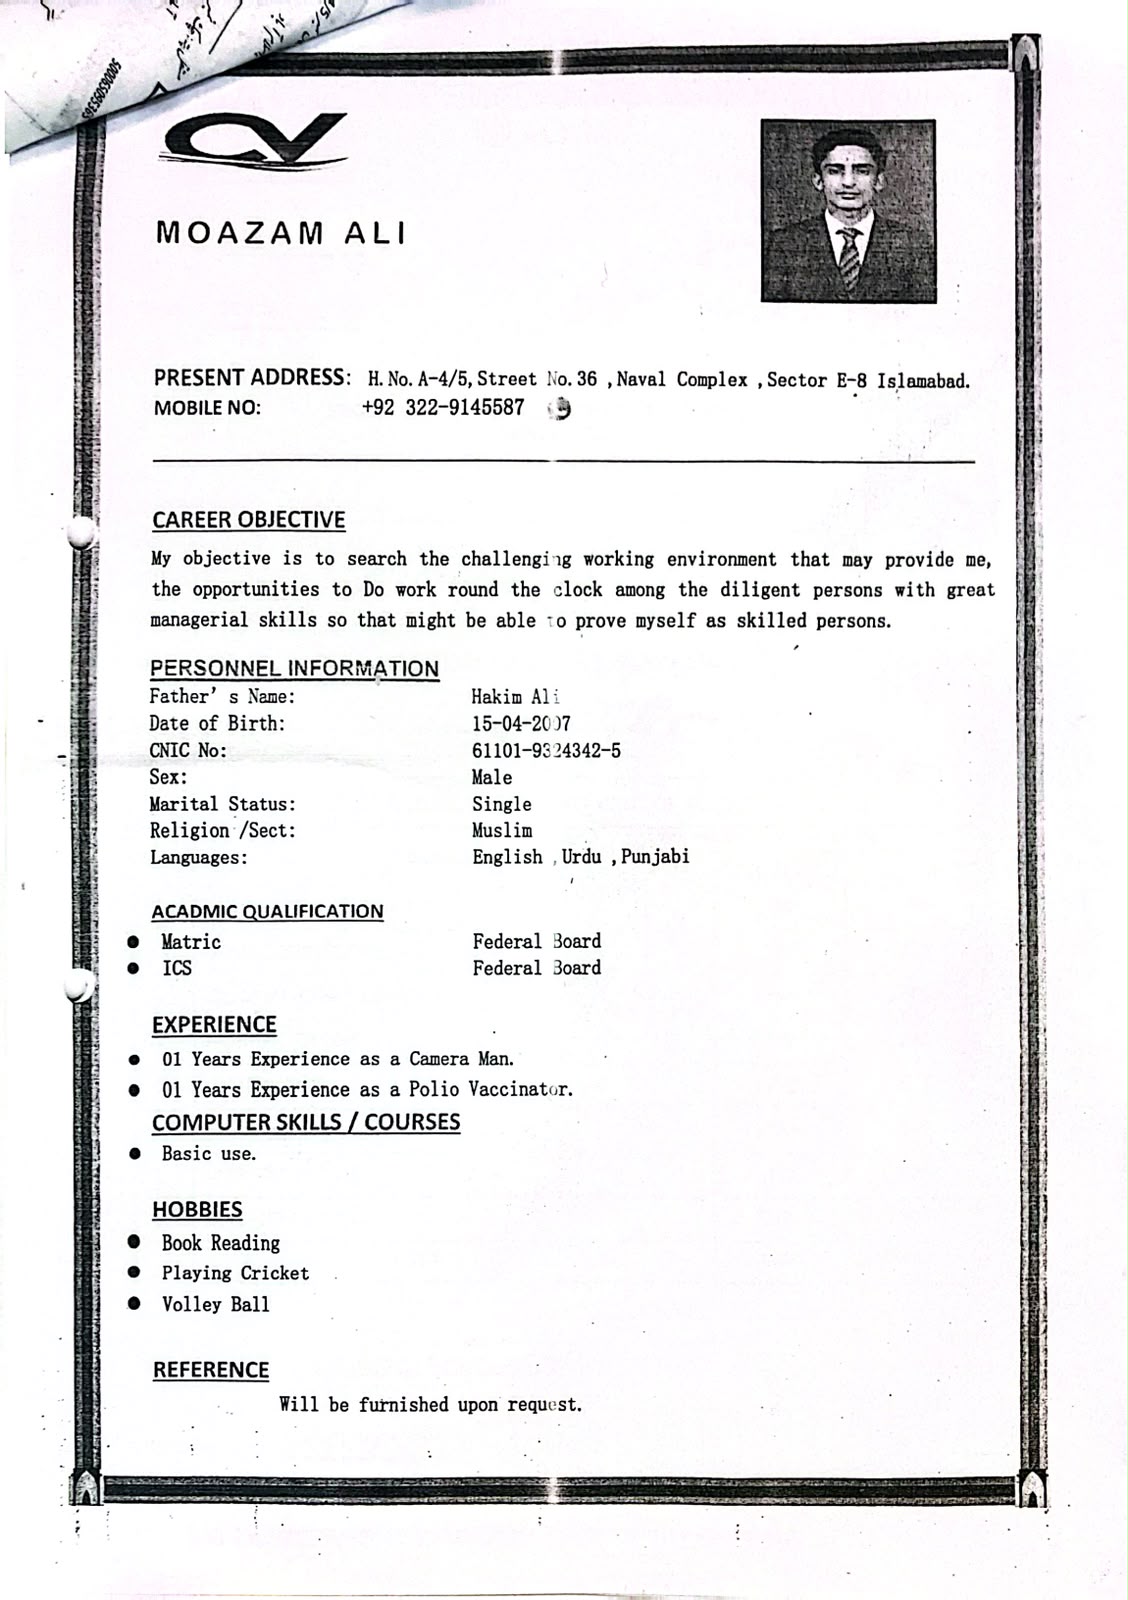 CV
MOAZAM ALI
PRESENT ADDRESS: H.No. A-4/5, Street No. 36 , Naval Complex , Sector E-8 Islamabad.
MOBILE NO: +92 322-9145587
CAREER OBJECTIVE
My objective is to search the challenging working environment that may provide me,
the opportunities to Do work round the clock among the diligent persons with great
managerial skills so that might be able to prove myself as skilled persons.
PERSONNEL INFORMATION
Father's Name: Hakim Ali
Date of Birth: 15-04-2007
CNIC No: 61101-9324342-5
Sex: Male
Marital Status: Single
Religion /Sect: Muslim
Languages: English , Urdu , Punjabi
ACADMIC QUALIFICATION
● Matric Federal Board
● ICS Federal Board
EXPERIENCE
● 01 Years Experience as a Camera Man.
● 01 Years Experience as a Polio Vaccinator.
COMPUTER SKILLS / COURSES
● Basic use.
HOBBIES
● Book Reading
● Playing Cricket
● Volley Ball
REFERENCE
Will be furnished upon request.